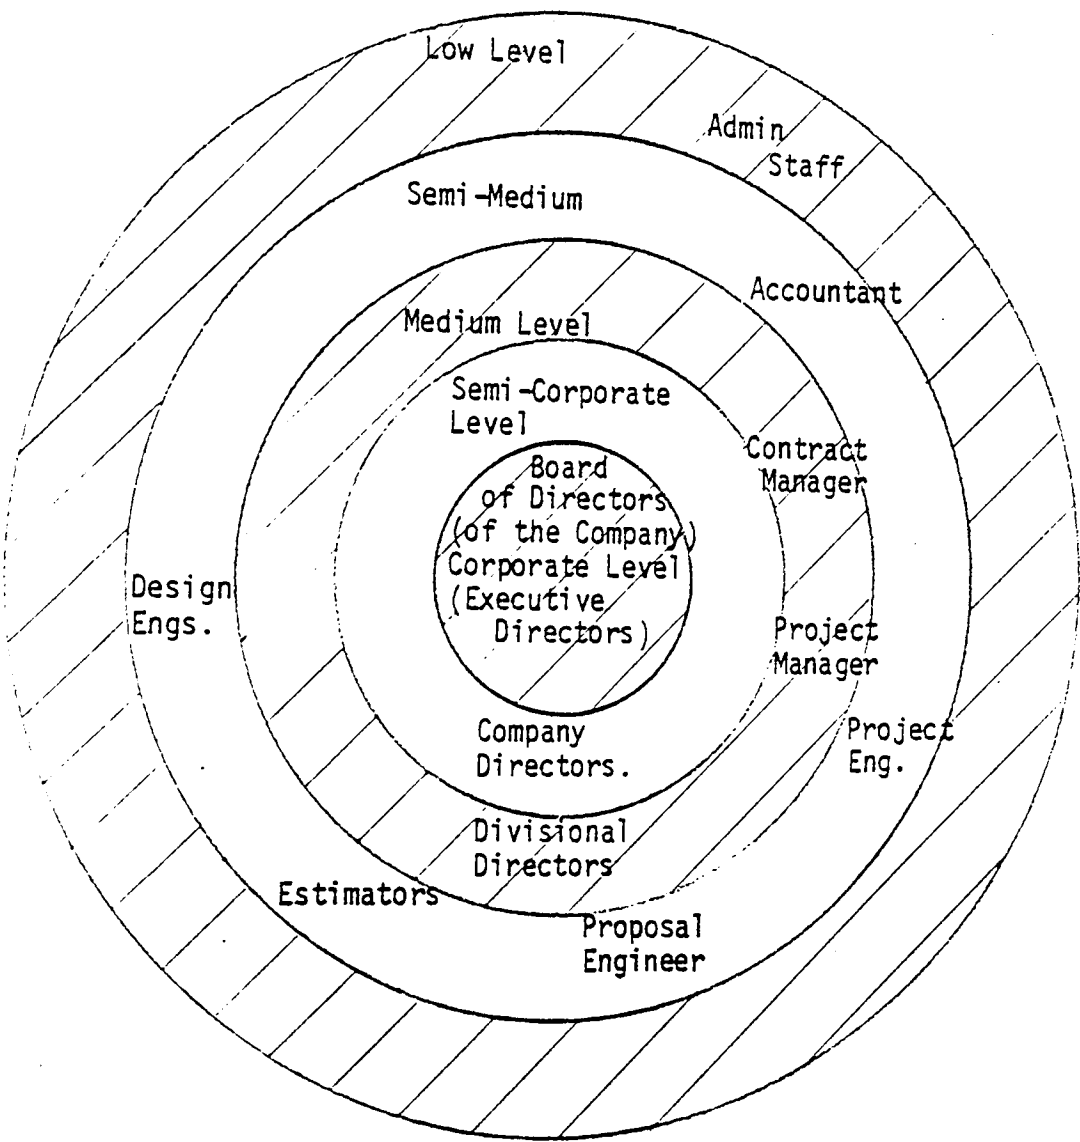 Low Level
Admin
Staff
Semi-Medium
Accountant
Medium Level
Semi-Corporate
Level
Contract
Manager
Board
of Directors
(of the Company)
Corporate Level
(Executive
Directors)
Design
Engs.
Project
Manager
Company
Directors.
Project
Eng.
Divisional
Directors
Estimators
Proposal
Engineer